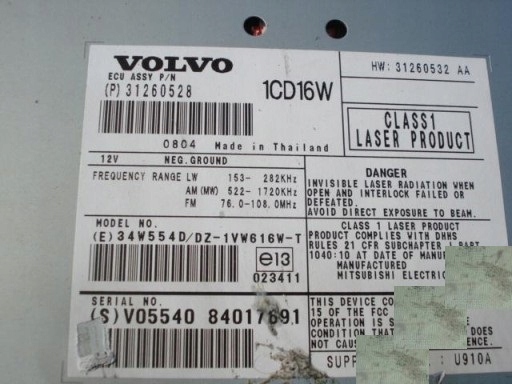 VOLVO
ECU ASSY P/N
(P) 31260528
1CD16W
HW: 31260532 AA
CLASS1
LASER PRODUCT
0804 Made in Thailand
12V NEG.GROUND
FREQUENCY RANGE LW 153- 282KHz
AM(MW) 522-1720KHz
FM 76.0-108.0MHz
DANGER
INVISIBLE LASER RADIATION WHEN
OPEN AND INTERLOCK FAILED OR
DEFEATED.
AVOID DIRECT EXPOSURE TO BEAM.
MODEL NO.
(E) 34W554D/DZ-1VW616W-T
e13
023411
CLASS 1 LASER PRODUCT
PRODUCT COMPLIES WITH DHHS
RULES 21 CFR SUBCHAPTER
PART
1040:10 AT DATE OF
MANUFACTURED
MITSUBISHI
SERIAL NO.
(S) V05540 84017691
THIS DEVICE
15 OF THE FCC
OPERATION IS
CONDITION THAT
DOES
NOT
: U910A